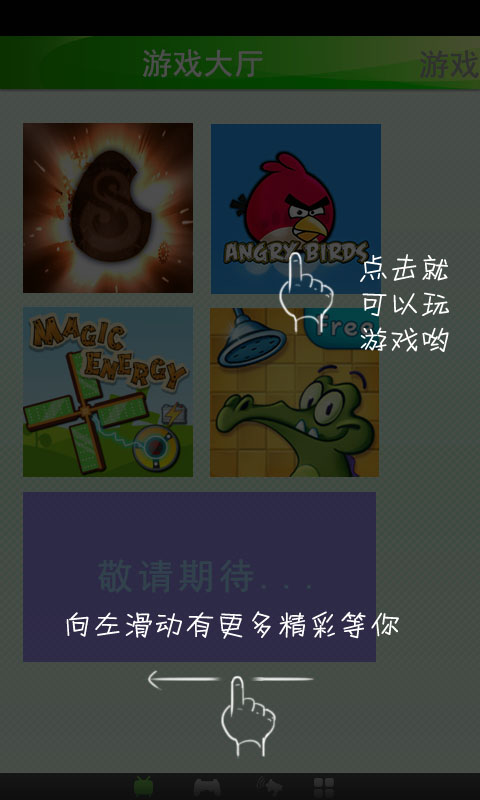 游戏大厅
游戏
ANGRY BIRDS
点击就
可以玩
游戏哟
MAGIC
ENERGY
Free
敬请期待...
向左滑动有更多精彩等你